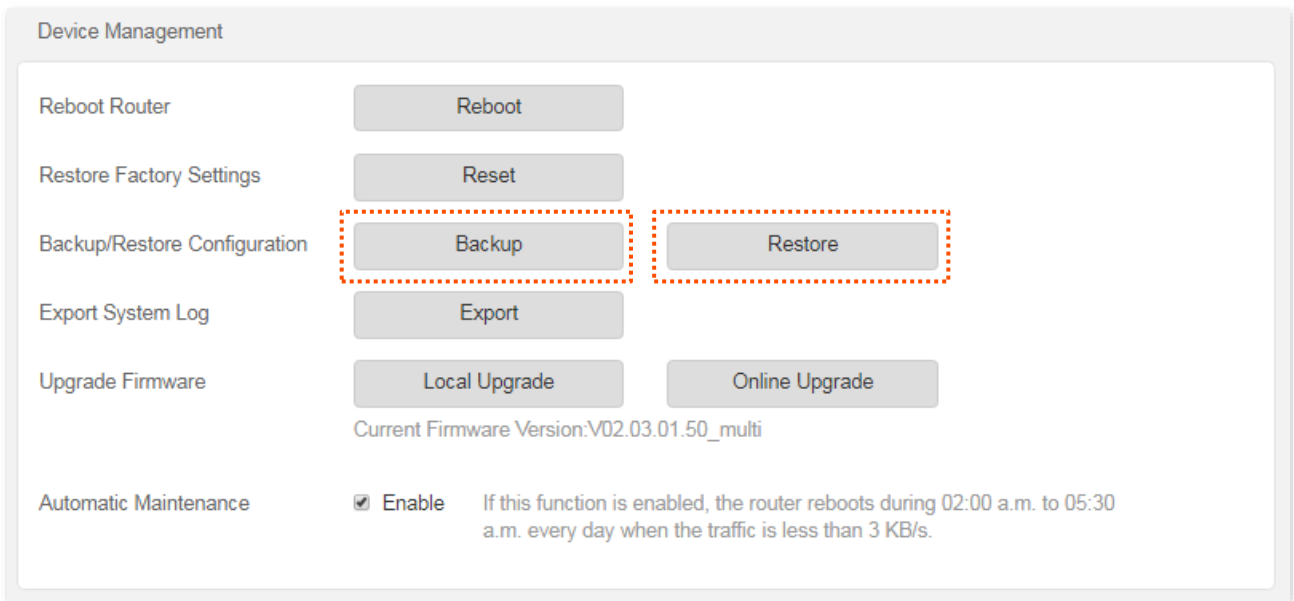 Device Management
Reboot Router Reboot
Restore Factory Settings Reset
Backup/Restore Configuration Backup Restore
Export System Log Export
Upgrade Firmware Local Upgrade Online Upgrade
Current Firmware Version:V02.03.01.50_multi
Automatic Maintenance Enable If this function is enabled, the router reboots during 02:00 a.m. to 05:30
a.m. every day when the traffic is less than 3 KB/s.